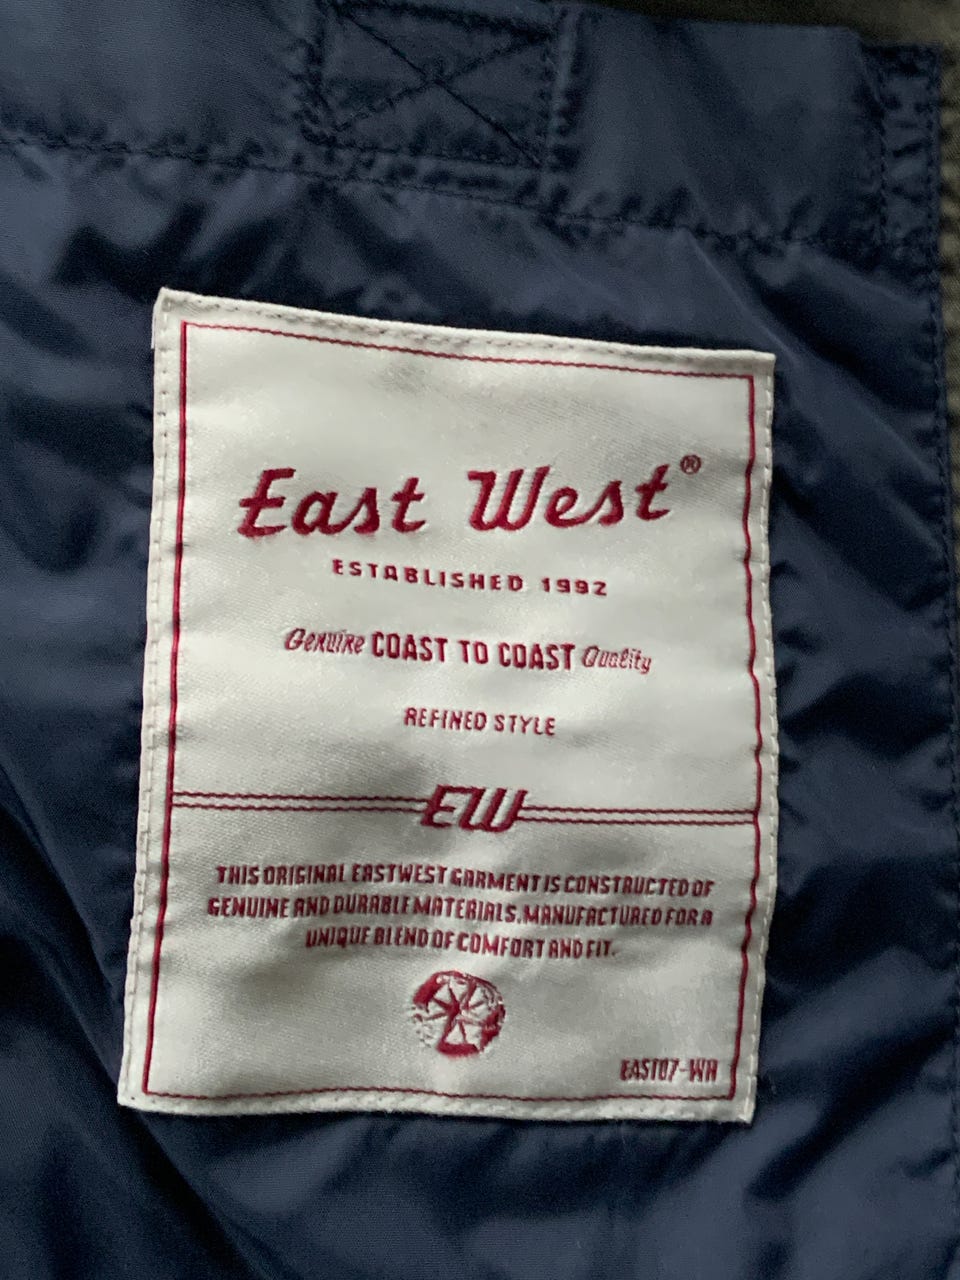 East West®
ESTABLISHED 1992
Genuine COAST TO COAST Quality
REFINED STYLE
EW
THIS ORIGINAL EASTWEST GARMENT IS CONSTRUCTED OF
GENUINE AND DURABLE MATERIALS, MANUFACTURED FOR A
UNIQUE BLEND OF COMFORT AND FIT.
EAST07-WA